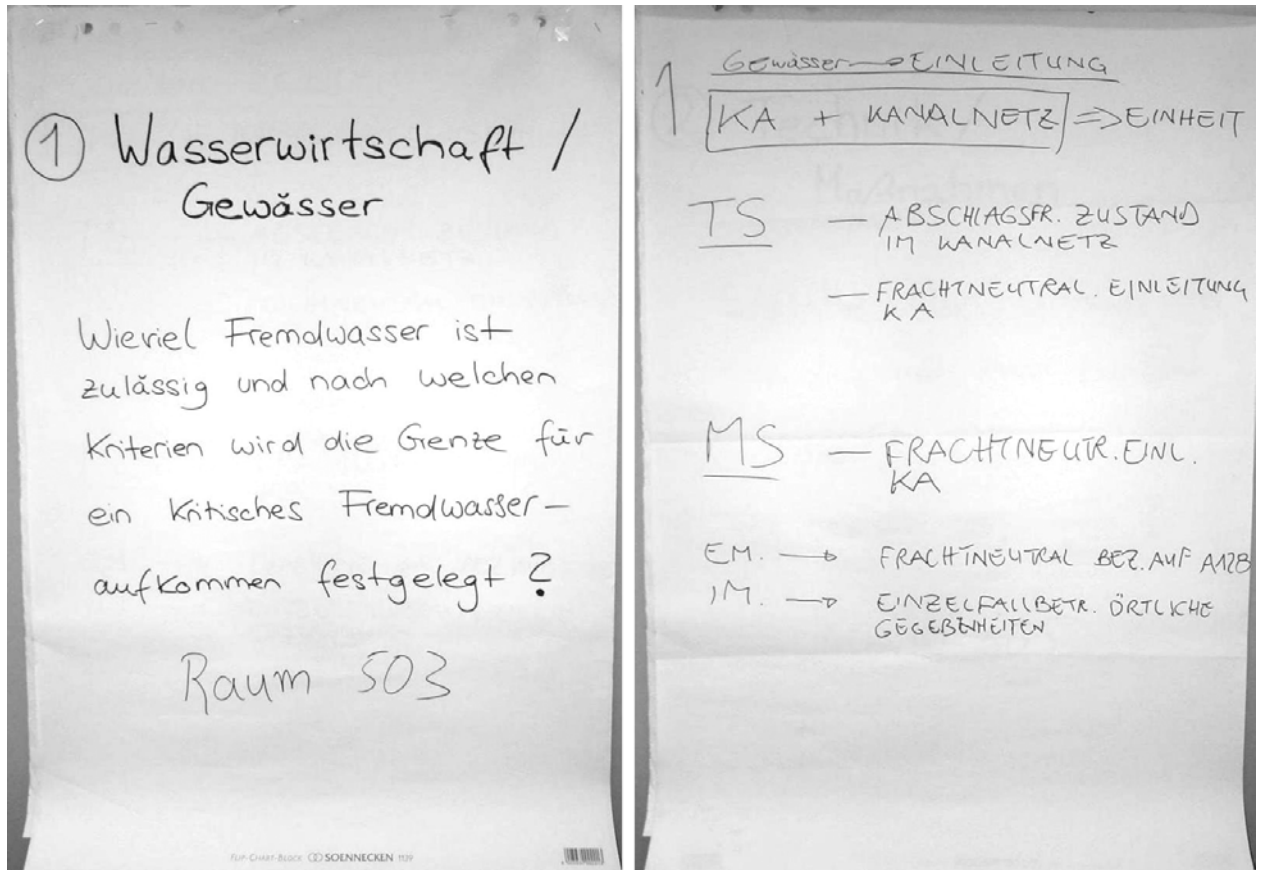 ① Wasserwirtschaft /
Gewässer
Wieviel Fremdwasser ist
zulässig und nach welchen
Kriterien wird die Genze für
ein kritisches Fremdwasser-
aufkommen festgelegt ?
Raum 503
FLIP-CHART-BLOCK SOENNECKEN 1129
1 Gewässer → EINLEITUNG
KA + KANALNETZ ⇒ EINHEIT
TS — ABSCHLAGSFR. ZUSTAND
IM KANALNETZ
— FRACHTNEUTRAL. EINLEITUNG
KA
MS — FRACHTNEUTR. EINL.
KA
EM. → FRACHTNEUTRAL BEZ. AUF A128
IM. → EINZELFALLBETR. ÖRTLICHE
GEGEBENHEITEN